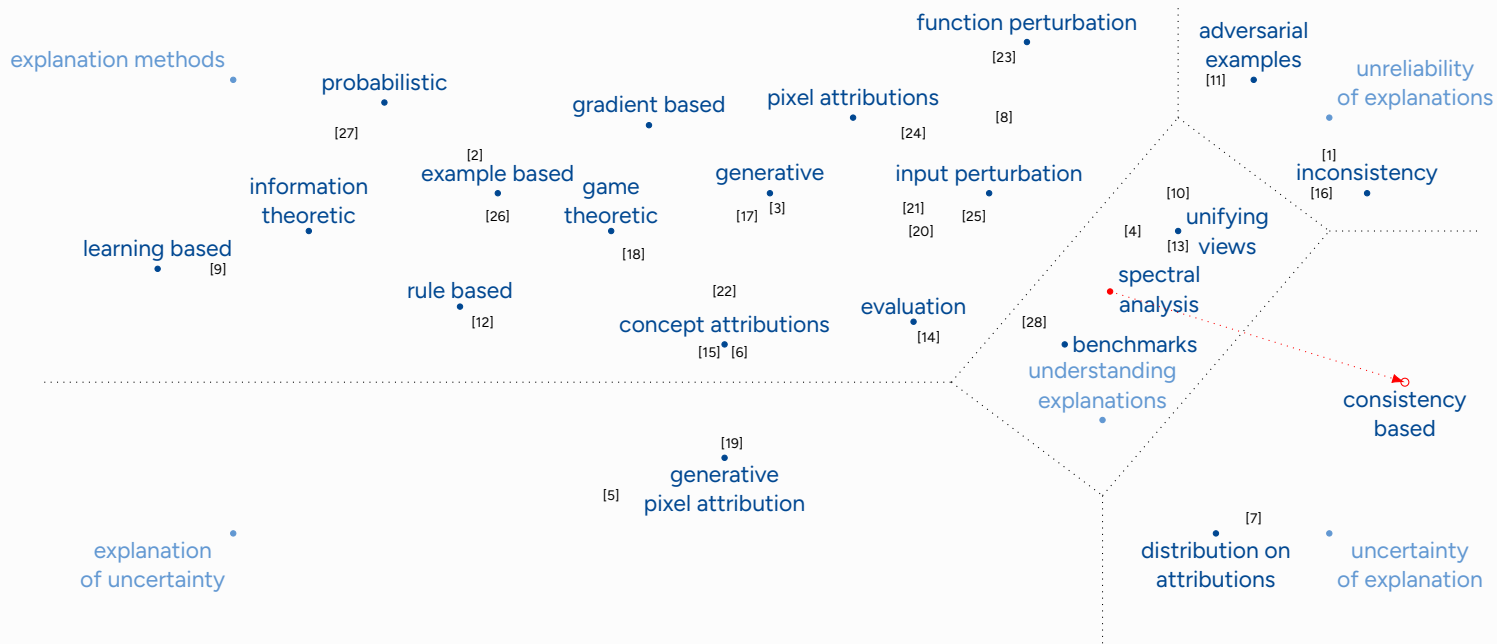 function perturbation
adversarial
examples
explanation methods
[23]
unreliability
of explanations
probabilistic
[11]
gradient based
pixel attributions
[8]
[27]
[24]
[2]
[1]
example based
generative
input perturbation
inconsistency
information
theoretic
game
theoretic
[10]
[16]
[26]
[17]
[3]
[21]
[25]
unifying
views
[20]
[4]
[13]
learning based
[9]
[18]
spectral
analysis
rule based
[22]
evaluation
[12]
concept attributions
[28]
[14]
benchmarks
[15]
[6]
understanding
explanations
consistency
based
[19]
generative
pixel attribution
[5]
[7]
explanation
of uncertainty
distribution on
attributions
uncertainty
of explanation